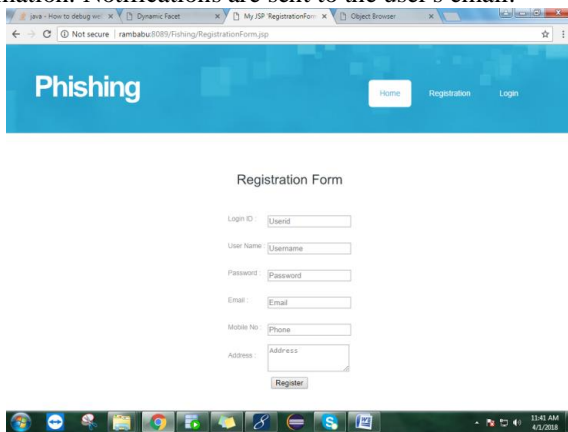 mation. Notifications are sent to the user's email.
java - How to debug wel
Dynamic Facet
My JSP 'RegistrationForm
Object Browser
Not secure | rambabu:8089/Fishing/RegistrationForm.jsp
Phishing
Home
Registration
Login
Registration Form
Login ID : Userid
User Name : Username
Password : Password
Email : Email
Mobile No : Phone
Address : Address
Register
11:41 AM
4/1/2018